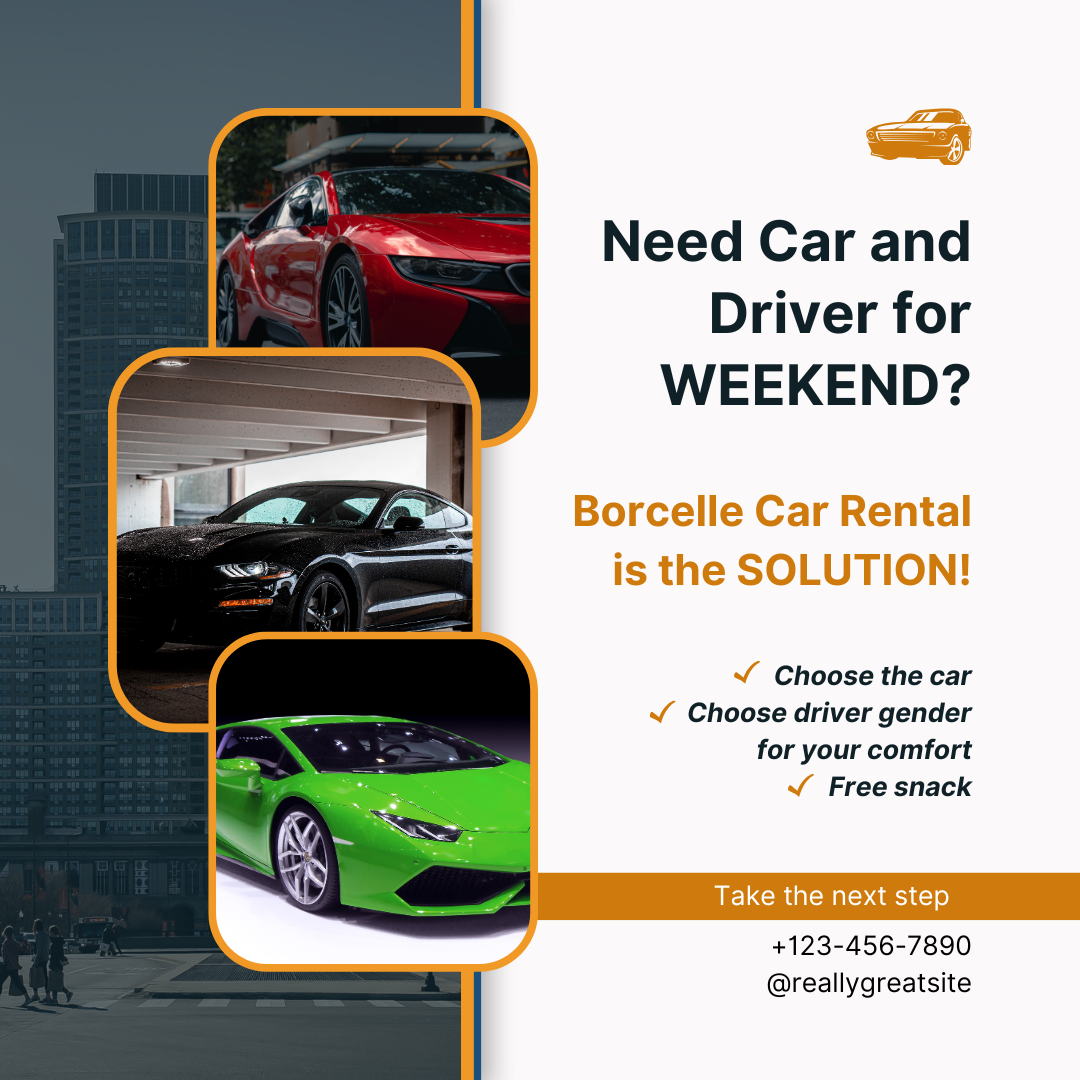 Need Car and
Driver for
WEEKEND?
Borcelle Car Rental
is the SOLUTION!
Choose the car
Choose driver gender
for your comfort
Free snack
Take the next step
+123-456-7890
@reallygreatsite